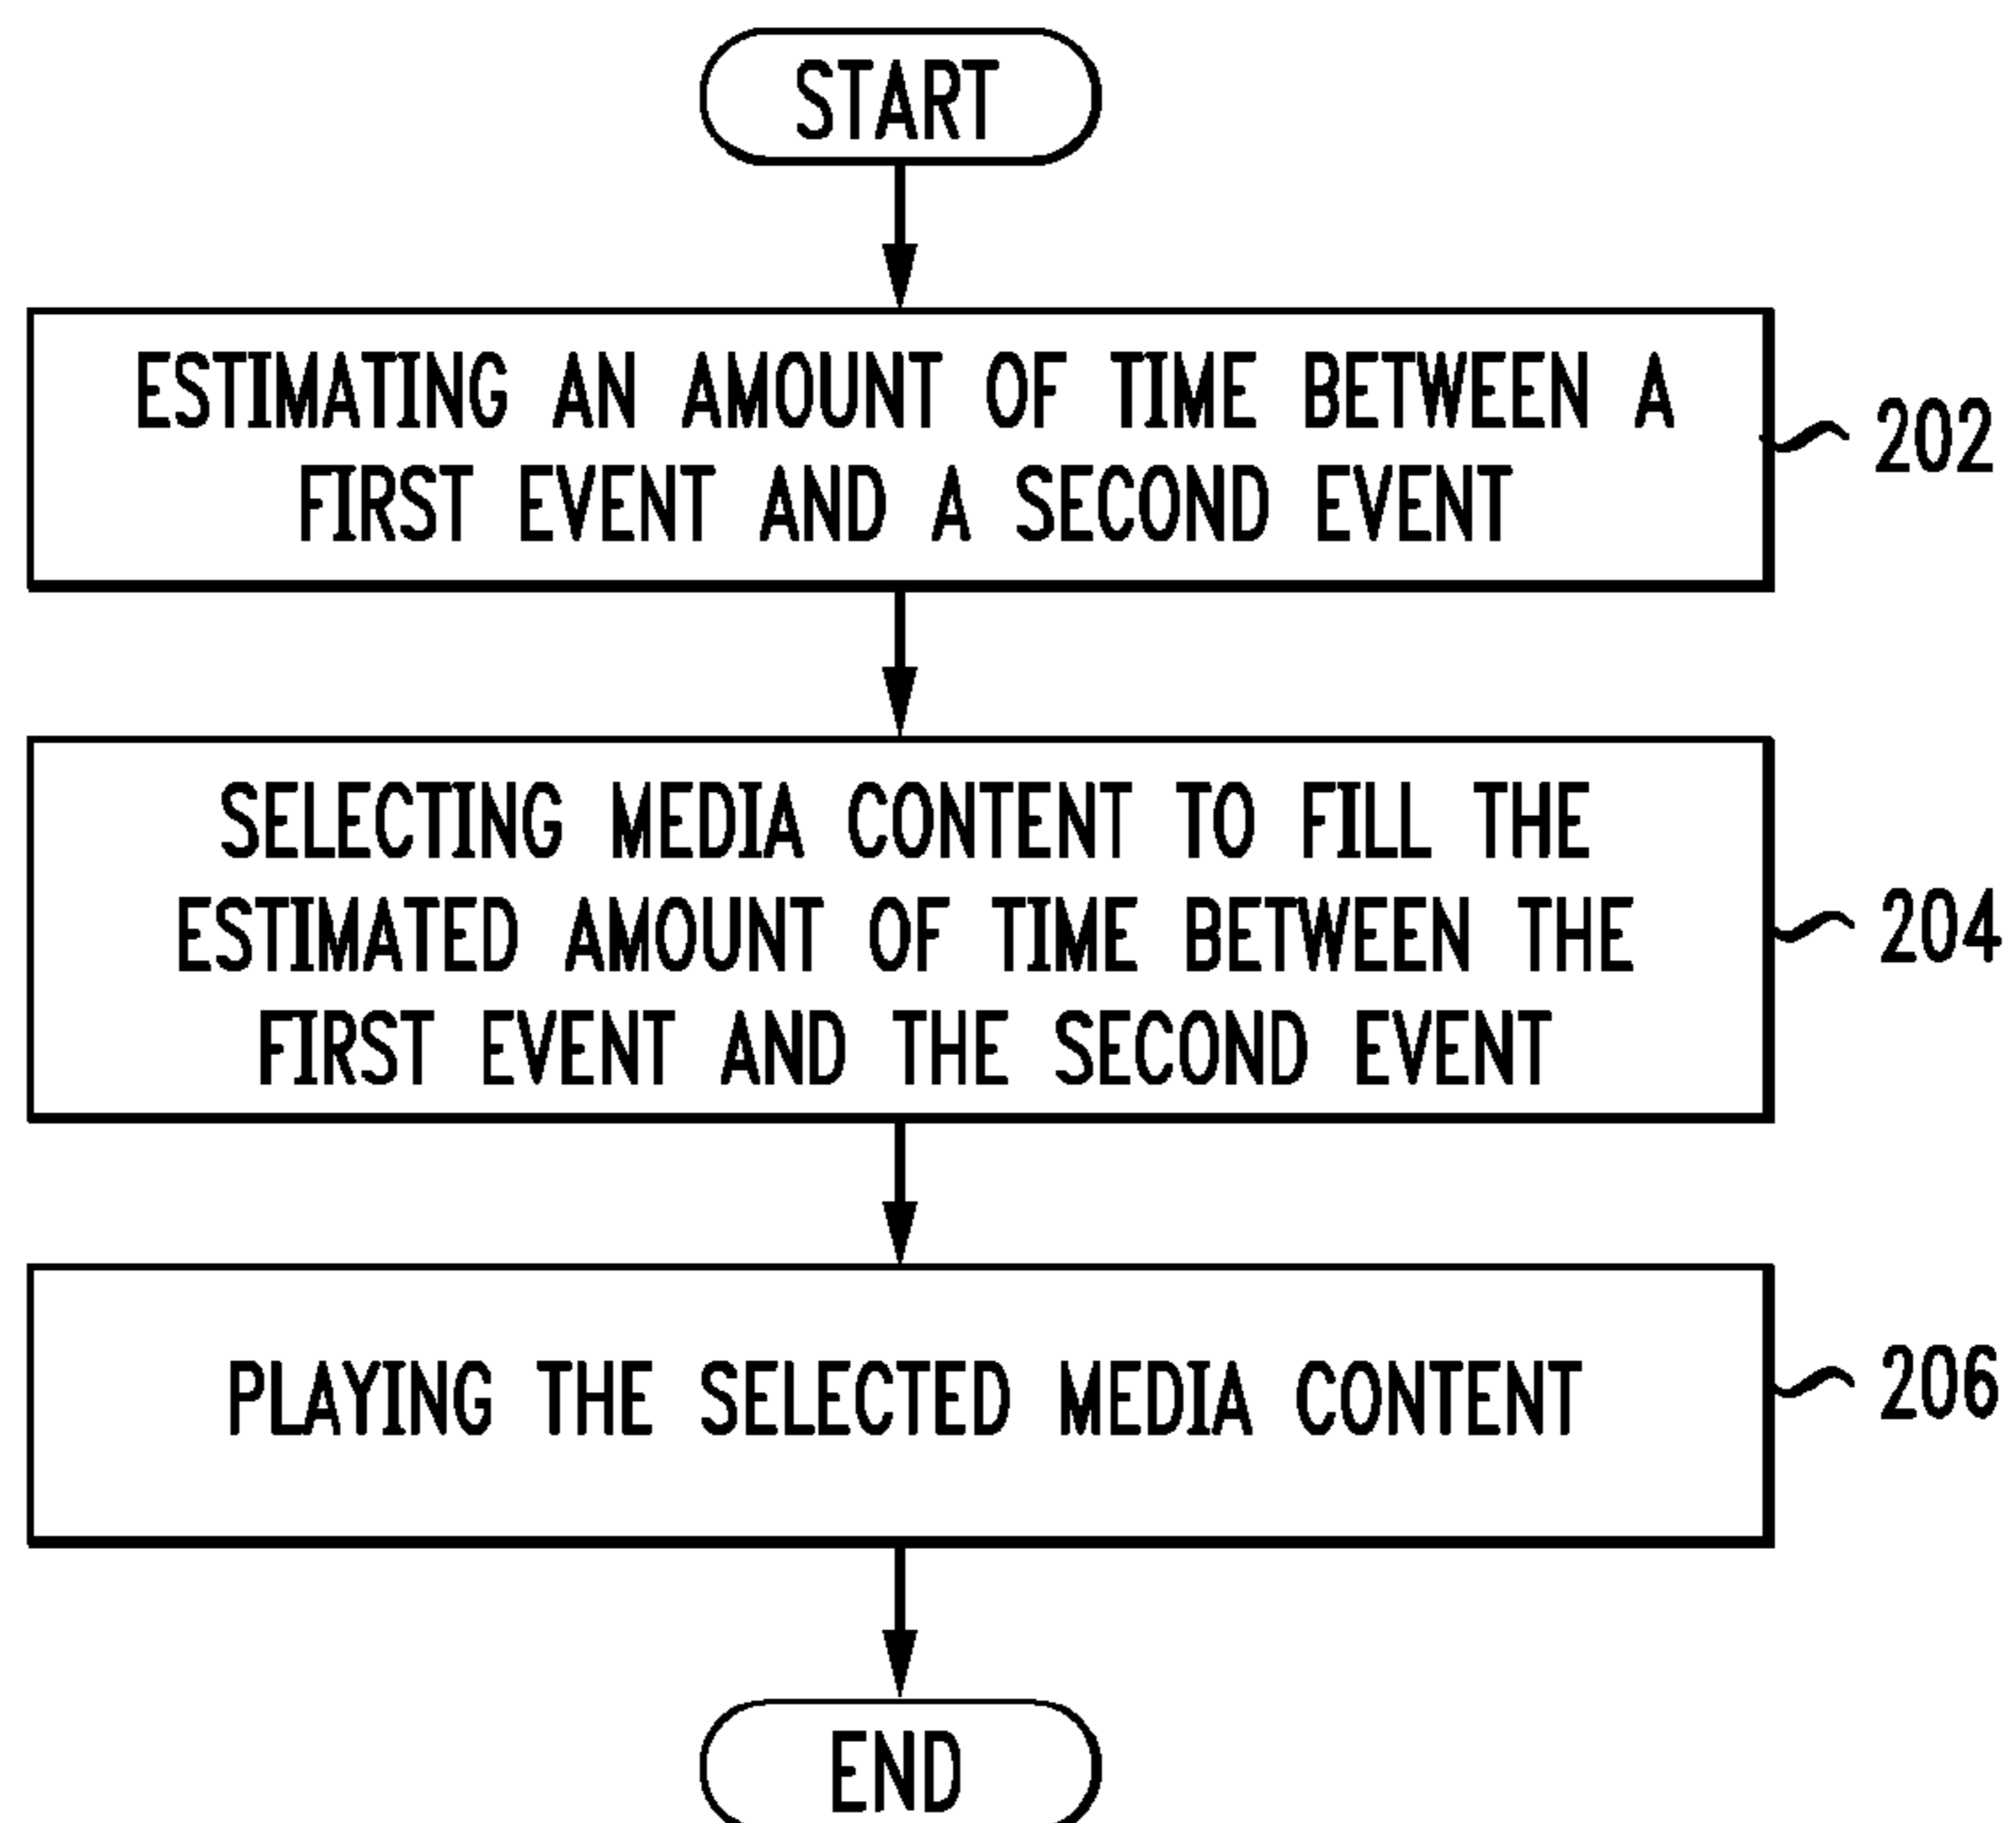 START
ESTIMATING AN AMOUNT OF TIME BETWEEN A
FIRST EVENT AND A SECOND EVENT
202
SELECTING MEDIA CONTENT TO FILL THE
ESTIMATED AMOUNT OF TIME BETWEEN THE
FIRST EVENT AND THE SECOND EVENT
204
PLAYING THE SELECTED MEDIA CONTENT
206
END